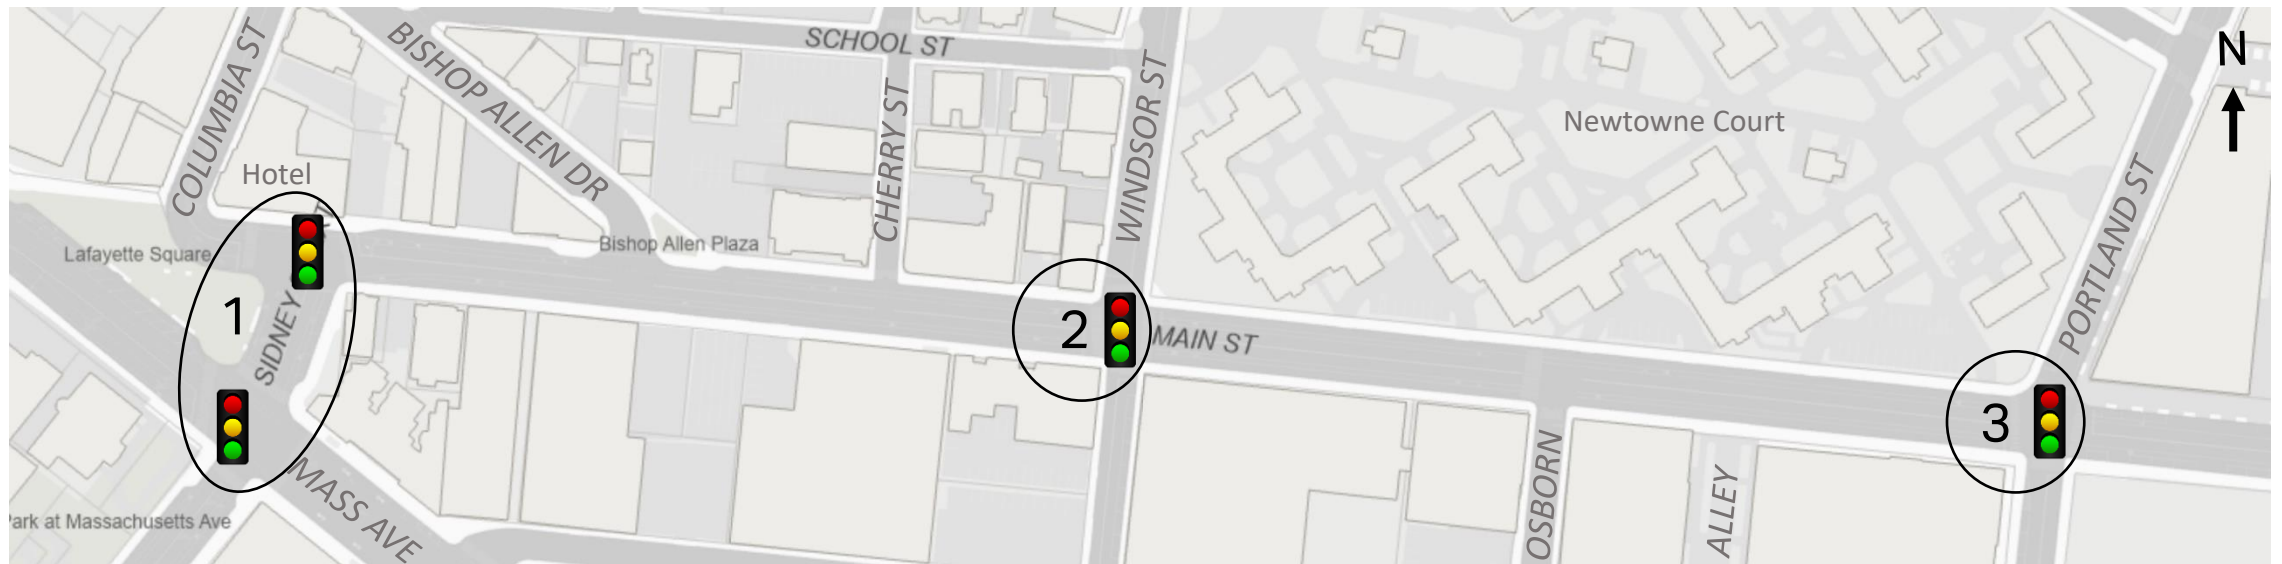 COLUMBIA ST
BISHOP ALLEN DR
SCHOOL ST
CHERRY ST
WINDSOR ST
Newtowne Court
N
PORTLAND ST
Hotel
Lafayette Square
Bishop Allen Plaza
1
SIDNEY
2
MAIN ST
3
MASS AVE
OSBORN
ALLEY
Park at Massachusetts Ave